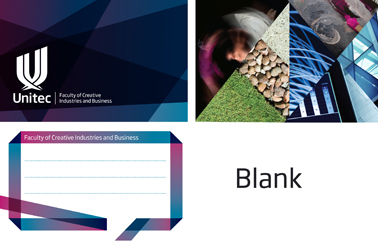 Unitec
Faculty of Creative
Industries and Business
Faculty of Creative Industries and Business
Blank